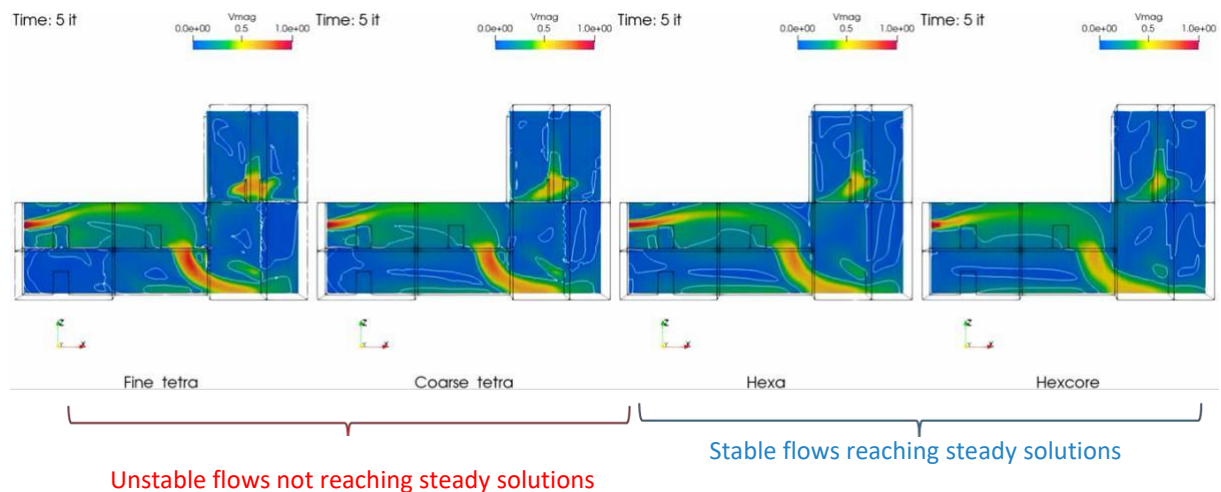 Time: 5 it
Vmag
0.0e+00 0.5 1.0e+00
Time: 5 it
Vmag
0.0e+00 0.5 1.0e+00
Time: 5 it
Vmag
0.0e+00 0.5 1.0e+00
Time: 5 it
Vmag
0.0e+00 0.5 1.0e+00
Z
Y X
Z
Y X
Z
Y X
Z
Y X
Fine tetra
Coarse tetra
Hexa
Hexcore
Stable flows reaching steady solutions
Unstable flows not reaching steady solutions